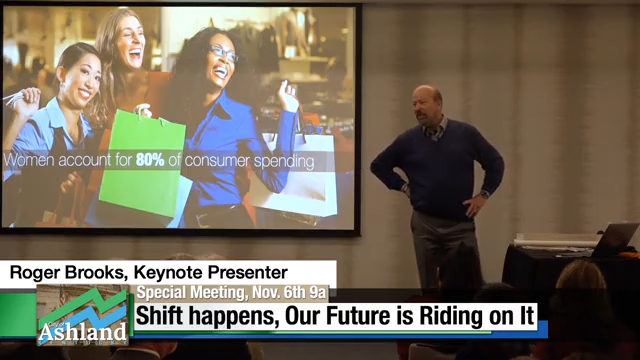 Women account for 80% of consumer spending
Roger Brooks, Keynote Presenter
Special Meeting, Nov. 6th 9a
Shift happens, Our Future is Riding on It
Ashland